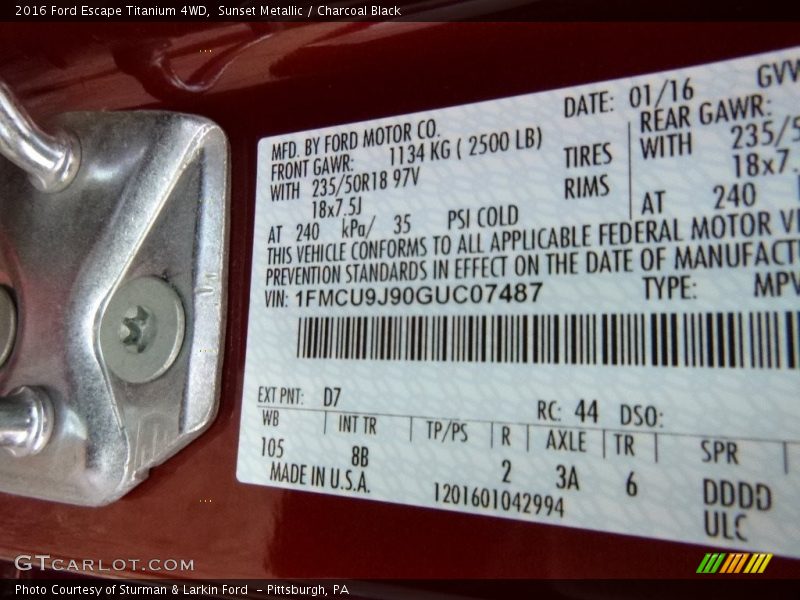 2016 Ford Escape Titanium 4WD, Sunset Metallic / Charcoal Black
MFD. BY FORD MOTOR CO. DATE: 01/16
FRONT GAWR: 1134 KG ( 2500 LB) REAR GAWR:
WITH 235/50R18 97V TIRES WITH
18x7.5J RIMS 18x7.
AT 240 kPa/ 35 PSI COLD AT 240
THIS VEHICLE CONFORMS TO ALL APPLICABLE FEDERAL MOTOR
PREVENTION STANDARDS IN EFFECT ON THE DATE OF
VIN: 1FMCU9J90GUC07487 TYPE: MPV
EXT PNT: D7 RC: 44 DSO:
WB INT TR TP/PS R AXLE TR SPR
105 8B 2 3A 6 DDDD
MADE IN U.S.A. 1201601042994 ULC
GTCARLOT.COM
Photo Courtesy of Sturman & Larkin Ford - Pittsburgh, PA